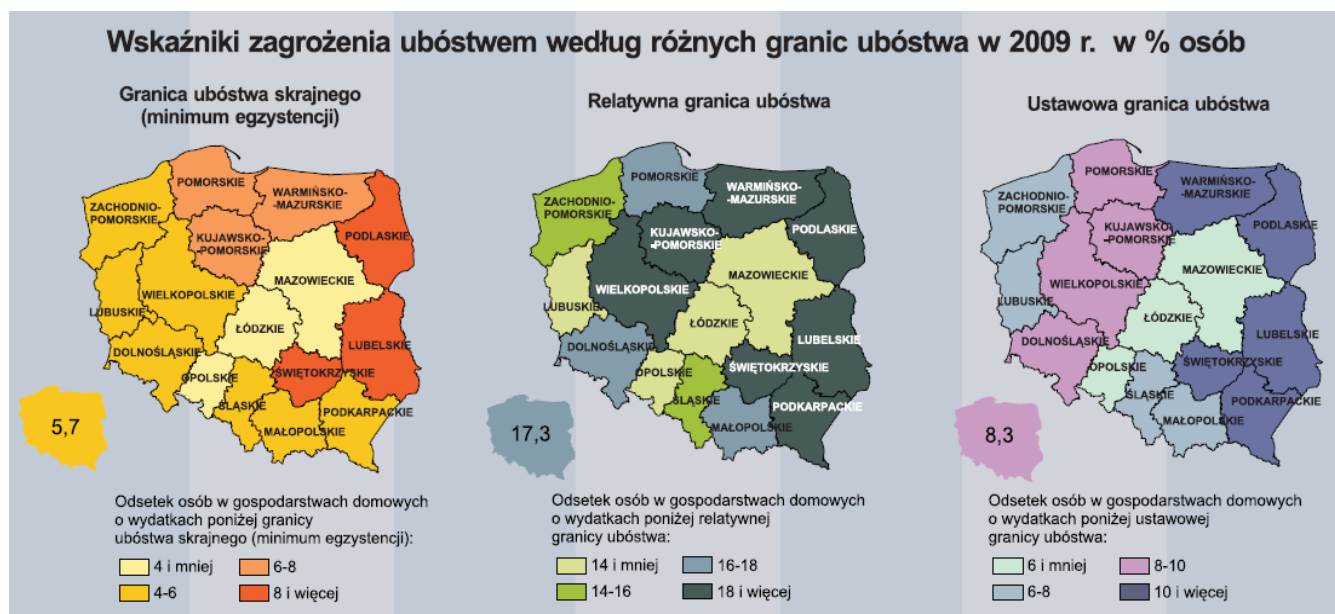 Wskaźniki zagrożenia ubóstwem według różnych granic ubóstwa w 2009 r. w % osób
Granica ubóstwa skrajnego
(minimum egzystencji)
POMORSKIE
WARMIŃSKO-
-MAZURSKIE
ZACHODNIO-
POMORSKIE
KUJAWSKO-
-POMORSKIE
PODLASKIE
MAZOWIECKIE
WIELKOPOLSKIE
LUBUSKIE
ŁÓDZKIE
DOLNOŚLĄSKIE
LUBELSKIE
OPOLSKIE
ŚWIĘTOKRZYSKIE
ŚLĄSKIE
PODKARPACKIE
MAŁOPOLSKIE
5,7
Odsetek osób w gospodarstwach domowych
o wydatkach poniżej granicy
ubóstwa skrajnego (minimum egzystencji):
4 i mniej
6-8
4-6
8 i więcej
Relatywna granica ubóstwa
POMORSKIE
WARMIŃSKO-
-MAZURSKIE
ZACHODNIO-
POMORSKIE
KUJAWSKO-
-POMORSKIE
PODLASKIE
MAZOWIECKIE
WIELKOPOLSKIE
LUBUSKIE
ŁÓDZKIE
DOLNOŚLĄSKIE
LUBELSKIE
OPOLSKIE
ŚWIĘTOKRZYSKIE
ŚLĄSKIE
PODKARPACKIE
MAŁOPOLSKIE
17,3
Odsetek osób w gospodarstwach domowych
o wydatkach poniżej relatywnej
granicy ubóstwa:
14 i mniej
16-18
14-16
18 i więcej
Ustawowa granica ubóstwa
POMORSKIE
WARMIŃSKO-
-MAZURSKIE
ZACHODNIO-
POMORSKIE
KUJAWSKO-
-POMORSKIE
PODLASKIE
MAZOWIECKIE
WIELKOPOLSKIE
LUBUSKIE
ŁÓDZKIE
DOLNOŚLĄSKIE
LUBELSKIE
OPOLSKIE
ŚWIĘTOKRZYSKIE
ŚLĄSKIE
PODKARPACKIE
MAŁOPOLSKIE
8,3
Odsetek osób w gospodarstwach domowych
o wydatkach poniżej ustawowej
granicy ubóstwa:
6 i mniej
8-10
6-8
10 i więcej